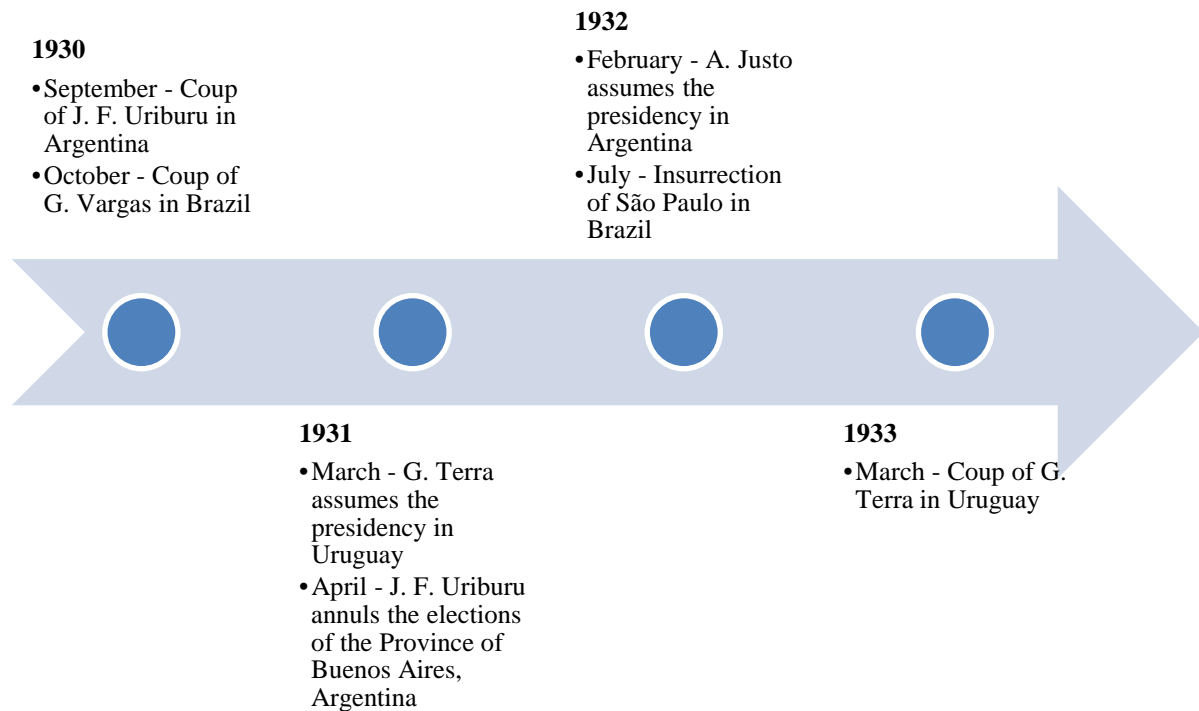 1930
•September - Coup
of J. F. Uriburu in
Argentina
•October - Coup of
G. Vargas in Brazil
1931
•March - G. Terra
assumes the
presidency in
Uruguay
•April - J. F. Uriburu
annuls the elections
of the Province of
Buenos Aires,
Argentina
1932
•February - A. Justo
assumes the
presidency in
Argentina
•July - Insurrection
of São Paulo in
Brazil
1933
•March - Coup of G.
Terra in Uruguay